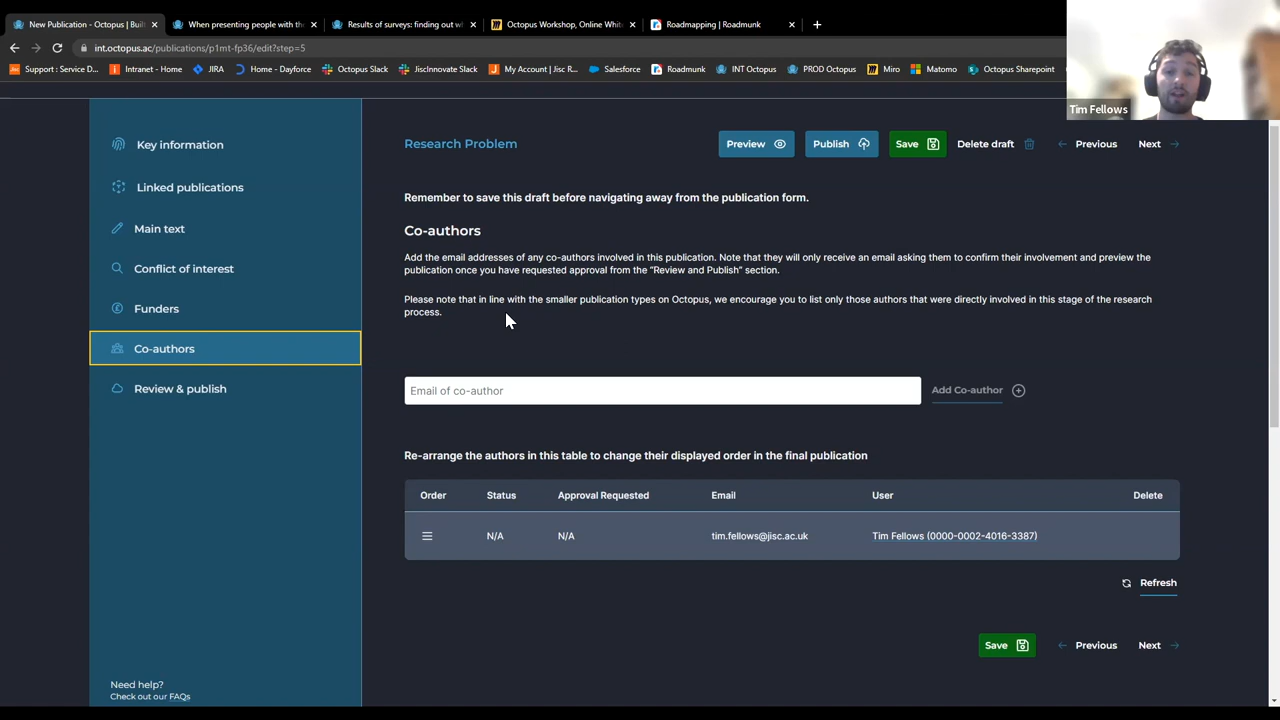 New Publication - Octopus | Buil
When presenting people with the
Results of surveys: finding out w
Octopus Workshop, Online Whit
Roadmapping | Roadmunk
int.octopus.ac/publications/p1mt-fp36/edit?step=5
Support : Service D...
Intranet - Home
JIRA
Home - Dayforce
Octopus Slack
JiscInnovate Slack
My Account | Jisc R...
Salesforce
Roadmunk
INT Octopus
PROD Octopus
Miro
Matomo
Octopus Sharepoint
Tim Fellows
Key information
Linked publications
Main text
Conflict of interest
Funders
Co-authors
Review & publish
Need help?
Check out our FAQs
Research Problem
Preview
Publish
Save
Delete draft
Previous
Next
Remember to save this draft before navigating away from the publication form.
Co-authors
Add the email addresses of any co-authors involved in this publication. Note that they will only receive an email asking them to confirm their involvement and preview the
publication once you have requested approval from the “Review and Publish” section.
Please note that in line with the smaller publication types on Octopus, we encourage you to list only those authors that were directly involved in this stage of the research
process.
Email of co-author
Add Co-author
Re-arrange the authors in this table to change their displayed order in the final publication
Order Status Approval Requested Email User Delete
N/A N/A tim.fellows@jisc.ac.uk Tim Fellows (0000-0002-4016-3387)
Refresh
Save
Previous
Next